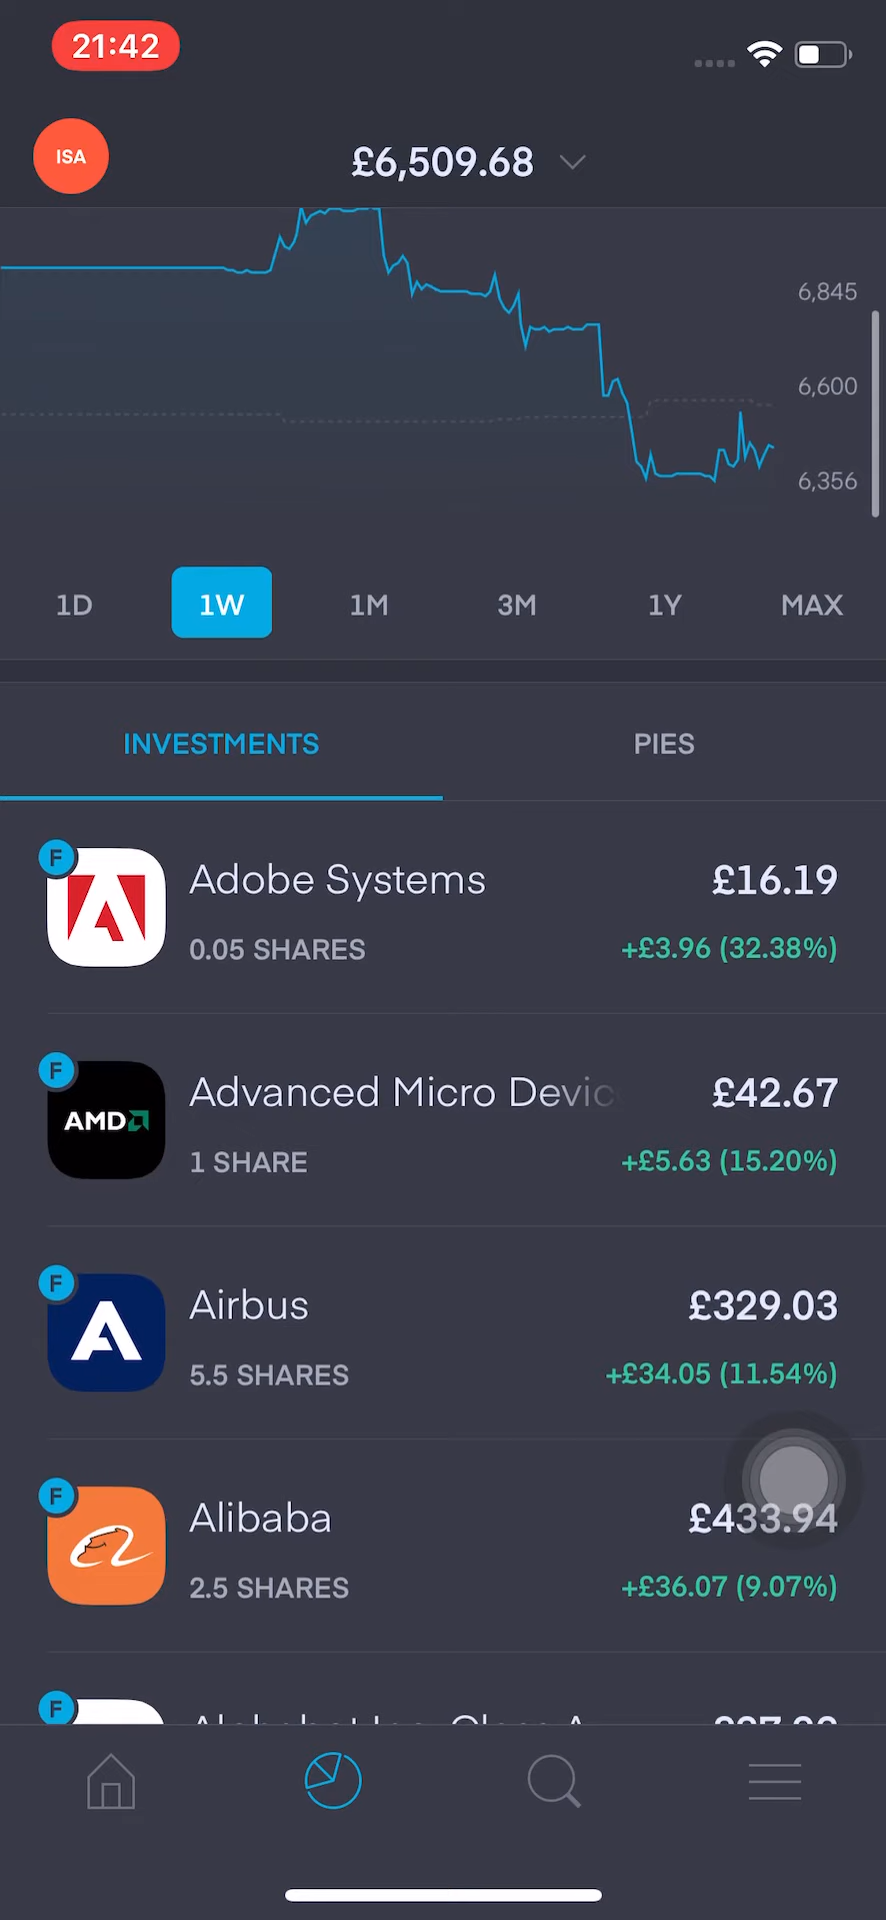 21:42
ISA
£6,509.68
6,845
6,600
6,356
1D 1W 1M 3M 1Y MAX
INVESTMENTS PIES
F
Adobe Systems £16.19
0.05 SHARES +£3.96 (32.38%)
F
AMD
Advanced Micro Devic £42.67
1 SHARE +£5.63 (15.20%)
F
Airbus £329.03
5.5 SHARES +£34.05 (11.54%)
F
Alibaba £433.94
2.5 SHARES +£36.07 (9.07%)
F